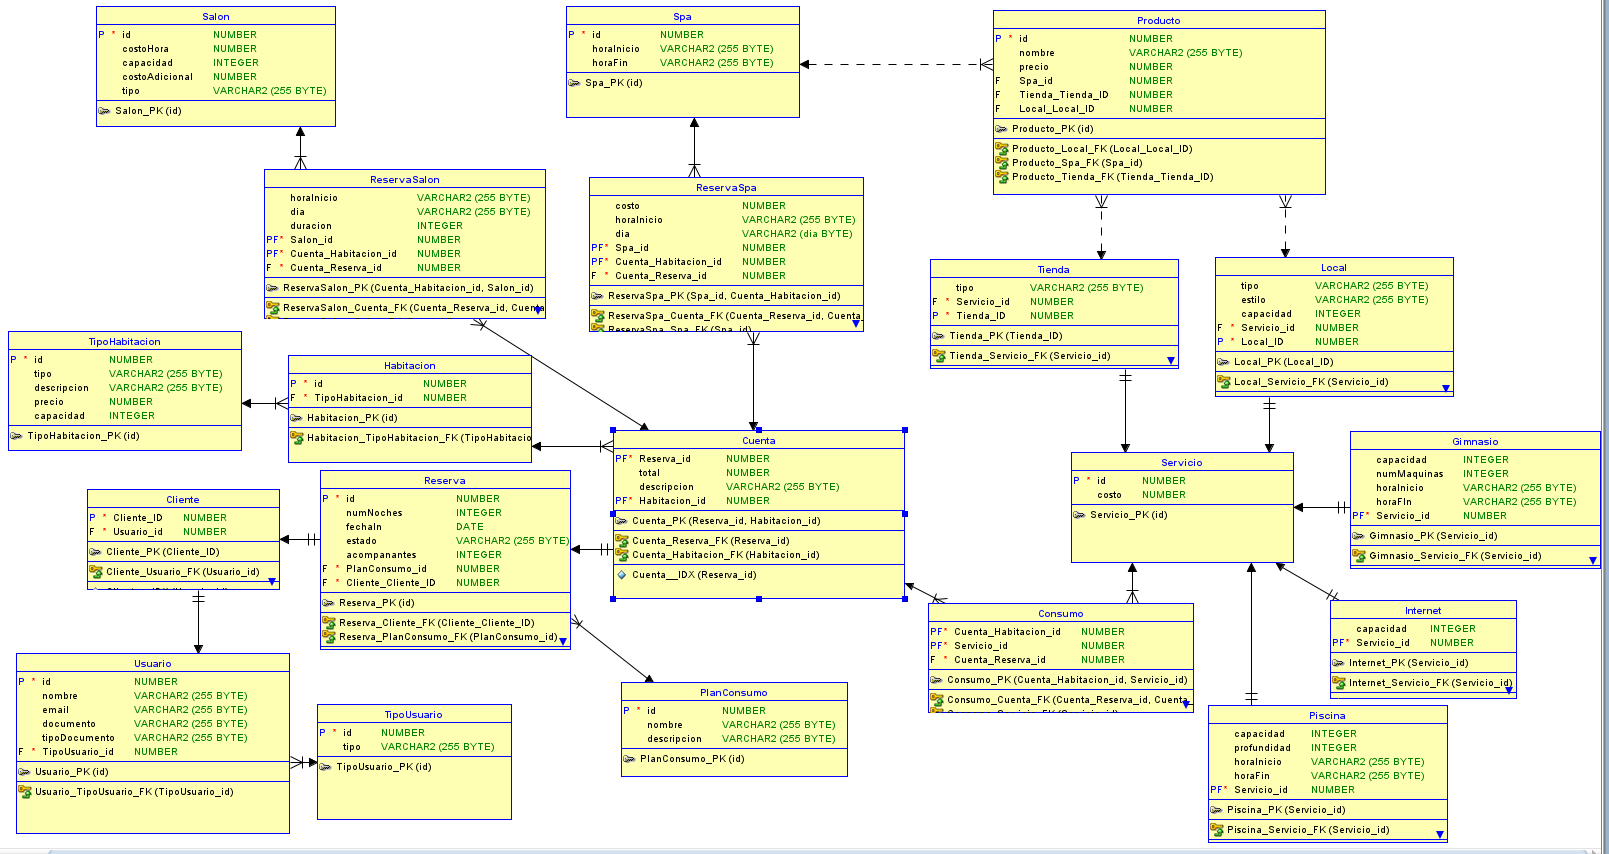 Salon
P * id NUMBER
costoHora NUMBER
capacidad INTEGER
costoAdicional NUMBER
tipo VARCHAR2 (255 BYTE)
Salon_PK (id)
Spa
P * id NUMBER
horaInicio VARCHAR2 (255 BYTE)
horaFin VARCHAR2 (255 BYTE)
Spa_PK (id)
Producto
P * id NUMBER
nombre VARCHAR2 (255 BYTE)
precio NUMBER
F Spa_id NUMBER
F Tienda_Tienda_ID NUMBER
F Local_Local_ID NUMBER
Producto_PK (id)
Producto_Local_FK (Local_Local_ID)
Producto_Spa_FK (Spa_id)
Producto_Tienda_FK (Tienda_Tienda_ID)
ReservaSalon
horaInicio VARCHAR2 (255 BYTE)
dia VARCHAR2 (255 BYTE)
duracion INTEGER
PF* Salon_id NUMBER
PF* Cuenta_Habitacion_id NUMBER
F * Cuenta_Reserva_id NUMBER
ReservaSalon_PK (Cuenta_Habitacion_id, Salon_id)
ReservaSalon_Cuenta_FK (Cuenta_Reserva_id, Cuenta
ReservaSpa
costo NUMBER
horaInicio VARCHAR2 (255 BYTE)
dia VARCHAR2 (dia BYTE)
PF* Spa_id NUMBER
PF* Cuenta_Habitacion_id NUMBER
F * Cuenta_Reserva_id NUMBER
ReservaSpa_PK (Spa_id, Cuenta_Habitacion_id)
ReservaSpa_Cuenta_FK (Cuenta_Reserva_id, Cuenta
ReservaSpa_Spa_FK (Spa_id)
Tienda
tipo VARCHAR2 (255 BYTE)
F * Servicio_id NUMBER
P * Tienda_ID NUMBER
Tienda_PK (Tienda_ID)
Tienda_Servicio_FK (Servicio_id)
Local
tipo VARCHAR2 (255 BYTE)
estilo VARCHAR2 (255 BYTE)
capacidad INTEGER
F * Servicio_id NUMBER
P * Local_ID NUMBER
Local_PK (Local_ID)
Local_Servicio_FK (Servicio_id)
TipoHabitacion
P * id NUMBER
tipo VARCHAR2 (255 BYTE)
descripcion VARCHAR2 (255 BYTE)
precio NUMBER
capacidad INTEGER
TipoHabitacion_PK (id)
Habitacion
P * id NUMBER
F * TipoHabitacion_id NUMBER
Habitacion_PK (id)
Habitacion_TipoHabitacion_FK (TipoHabitacio
Cuenta
PF* Reserva_id NUMBER
total NUMBER
descripcion VARCHAR2 (255 BYTE)
PF* Habitacion_id NUMBER
Cuenta_PK (Reserva_id, Habitacion_id)
Cuenta_Reserva_FK (Reserva_id)
Cuenta_Habitacion_FK (Habitacion_id)
Cuenta__IDX (Reserva_id)
Servicio
P * id NUMBER
costo NUMBER
Servicio_PK (id)
Gimnasio
capacidad INTEGER
numMaquinas INTEGER
horaInicio VARCHAR2 (255 BYTE)
horaFIn VARCHAR2 (255 BYTE)
PF* Servicio_id NUMBER
Gimnasio_PK (Servicio_id)
Gimnasio_Servicio_FK (Servicio_id)
Cliente
P * Cliente_ID NUMBER
F * Usuario_id NUMBER
Cliente_PK (Cliente_ID)
Cliente_Usuario_FK (Usuario_id)
Reserva
P * id NUMBER
numNoches INTEGER
fechaIn DATE
estado VARCHAR2 (255 BYTE)
acompanantes INTEGER
F * PlanConsumo_id NUMBER
F * Cliente_Cliente_ID NUMBER
Reserva_PK (id)
Reserva_Cliente_FK (Cliente_Cliente_ID)
Reserva_PlanConsumo_FK (PlanConsumo_id)
Consumo
PF* Cuenta_Habitacion_id NUMBER
PF* Servicio_id NUMBER
F * Cuenta_Reserva_id NUMBER
Consumo_PK (Cuenta_Habitacion_id, Servicio_id)
Consumo_Cuenta_FK (Cuenta_Reserva_id, Cuenta
Internet
capacidad INTEGER
PF* Servicio_id NUMBER
Internet_PK (Servicio_id)
Internet_Servicio_FK (Servicio_id)
Usuario
P * id NUMBER
nombre VARCHAR2 (255 BYTE)
email VARCHAR2 (255 BYTE)
documento VARCHAR2 (255 BYTE)
tipoDocumento VARCHAR2 (255 BYTE)
F * TipoUsuario_id NUMBER
Usuario_PK (id)
Usuario_TipoUsuario_FK (TipoUsuario_id)
TipoUsuario
P * id NUMBER
tipo VARCHAR2 (255 BYTE)
TipoUsuario_PK (id)
PlanConsumo
P * id NUMBER
nombre VARCHAR2 (255 BYTE)
descripcion VARCHAR2 (255 BYTE)
PlanConsumo_PK (id)
Piscina
capacidad INTEGER
profundidad INTEGER
horaInicio VARCHAR2 (255 BYTE)
horaFin VARCHAR2 (255 BYTE)
PF* Servicio_id NUMBER
Piscina_PK (Servicio_id)
Piscina_Servicio_FK (Servicio_id)